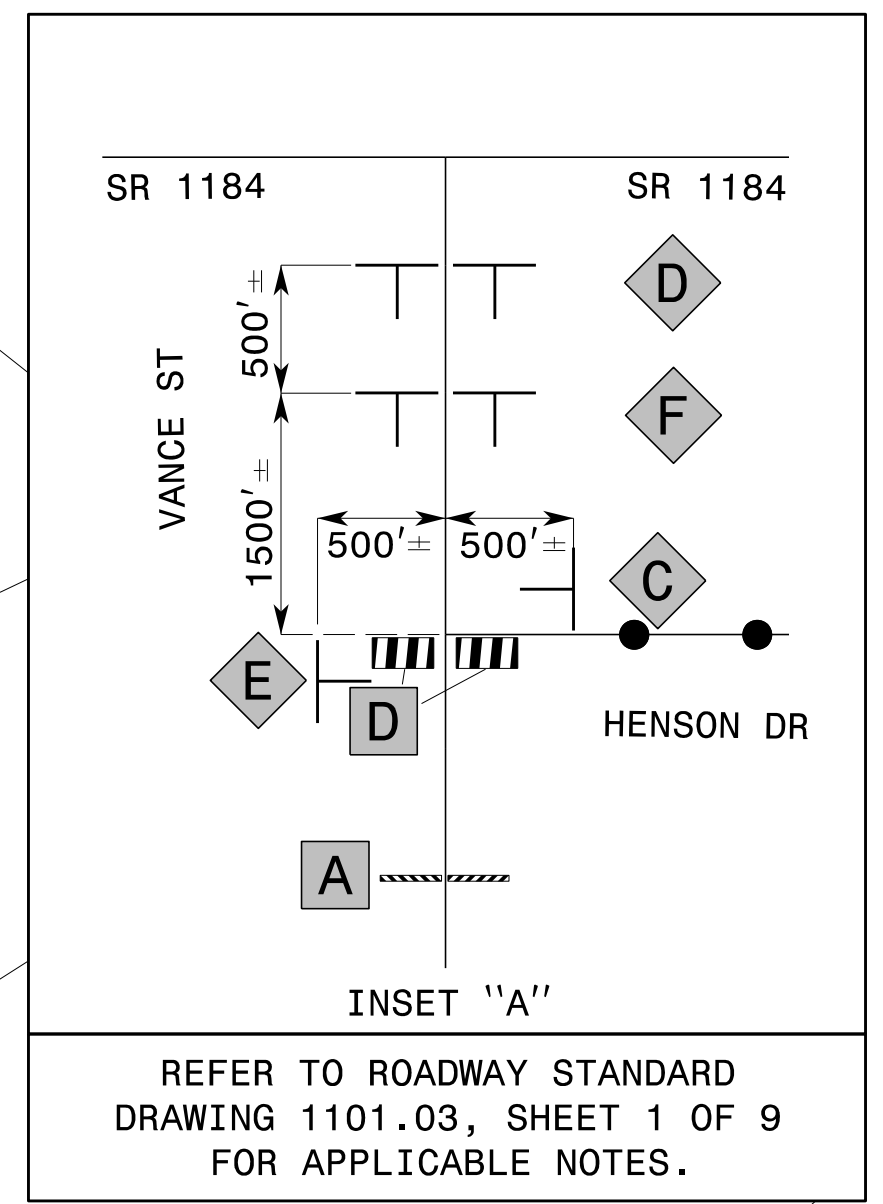 SR 1184
SR 1184
D
500'±
VANCE ST
F
1500'±
500'±
500'±
C
E
D
HENSON DR
A
INSET "A"
REFER TO ROADWAY STANDARD
DRAWING 1101.03, SHEET 1 OF 9
FOR APPLICABLE NOTES.